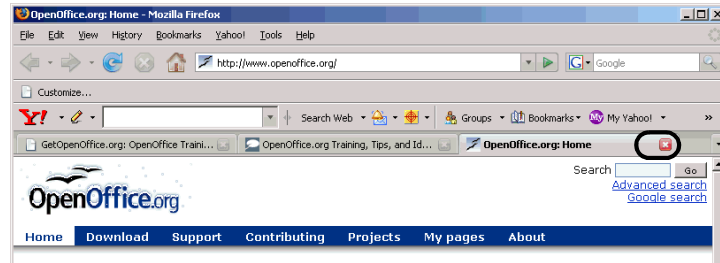 OpenOffice.org: Home - Mozilla Firefox
File Edit View History Bookmarks Yahoo! Tools Help
http://www.openoffice.org/ G Google
Customize...
Y! Search Web Groups Bookmarks My Yahoo! »
GetOpenOffice.org: OpenOffice Traini... OpenOffice.org Training, Tips, and Id... OpenOffice.org: Home
Search Go
Advanced search
Google search
OpenOffice.org
Home Download Support Contributing Projects My pages About